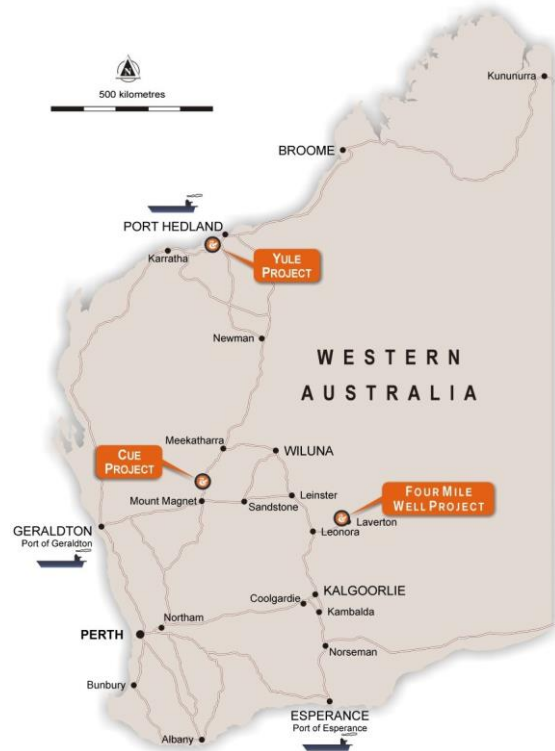 500 kilometres
Kununurra
BROOME
PORT HEDLAND
Karratha
YULE
PROJECT
Newman
WESTERN
AUSTRALIA
Meekatharra
WILUNA
CUE
PROJECT
Mount Magnet
Sandstone
Leinster
FOUR MILE
WELL PROJECT
Laverton
Leonora
GERALDTON
Port of Geraldton
KALGOORLIE
Coolgardie
Kambalda
Northam
PERTH
Norseman
Bunbury
ESPERANCE
Port of Esperance
Albany